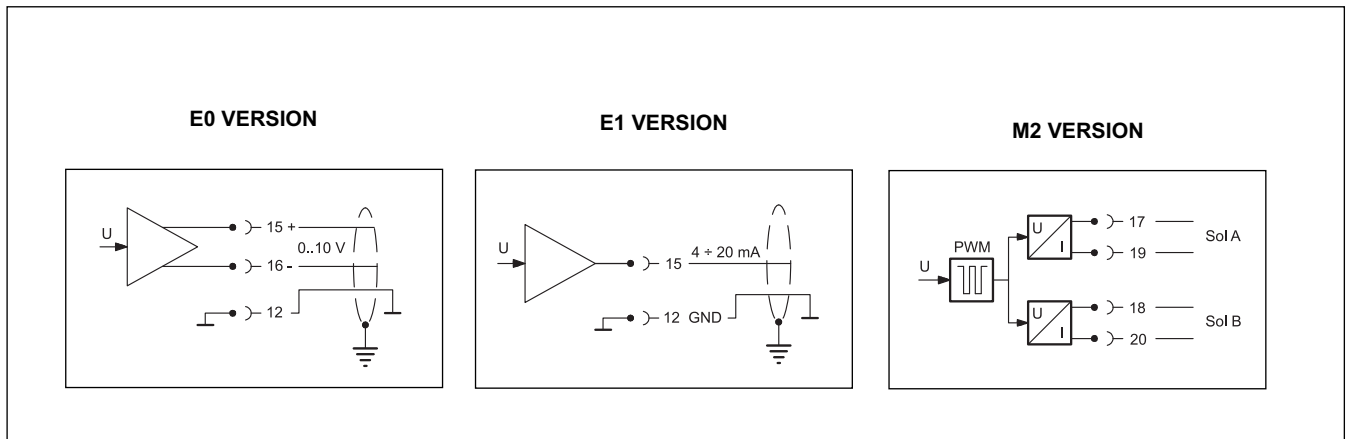 E0 VERSION
U
15 +
0..10 V
16 -
12
E1 VERSION
U
15
4 ÷ 20 mA
12 GND
M2 VERSION
U
PWM
U
I
17
19
Sol A
U
I
18
20
Sol B